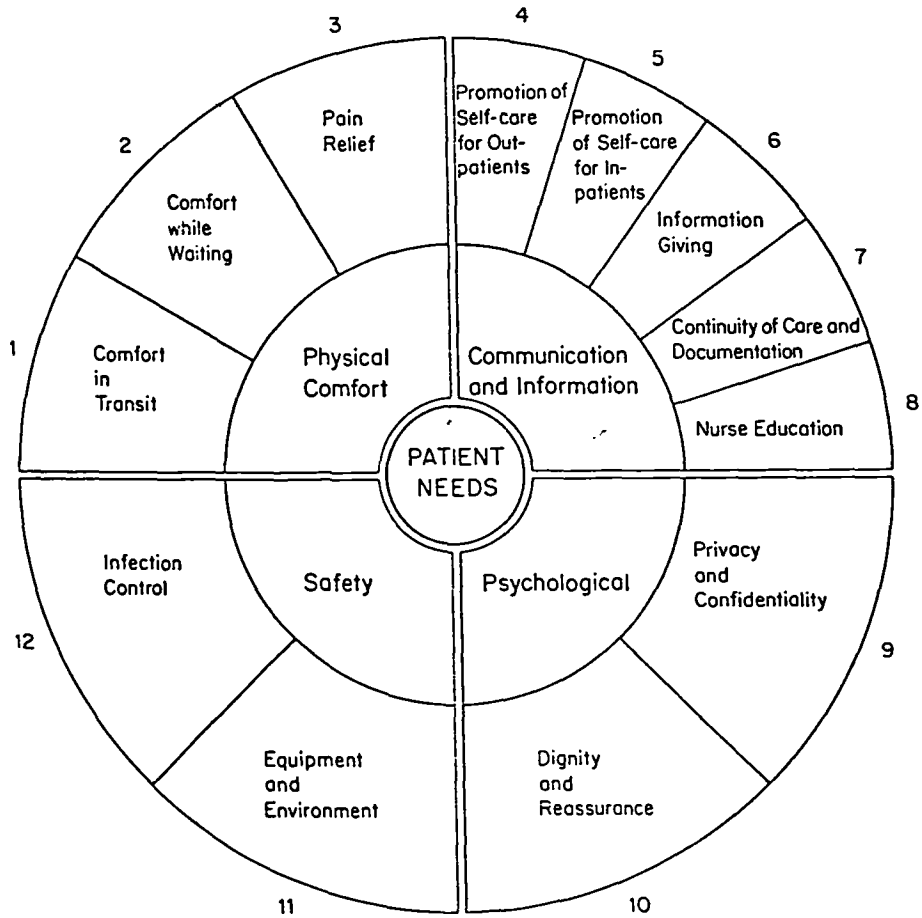 3
4
5
2
6
Pain
Relief
Promotion of
Self-care
for Out-
patients
Promotion
of Self-care
for In-
patients
Comfort
while
Waiting
Information
Giving
7
1
Comfort
in
Transit
Physical
Comfort
Communication
and Information
Continuity of Care and
Documentation
8
Nurse Education
PATIENT
NEEDS
Infection
Control
Safety
Psychological
Privacy
and
Confidentiality
12
9
Equipment
and
Environment
Dignity
and
Reassurance
11
10